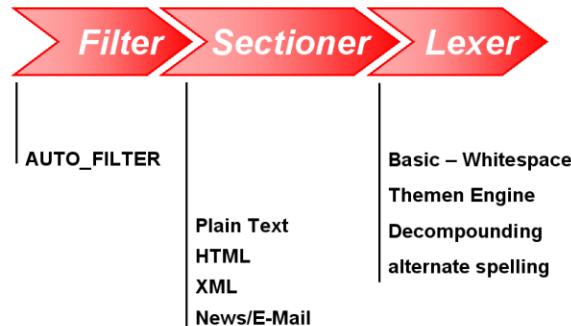 Filter Sectioner Lexer
AUTO_FILTER
Plain Text
HTML
XML
News/E-Mail
Basic – Whitespace
Themen Engine
Decompounding
alternate spelling